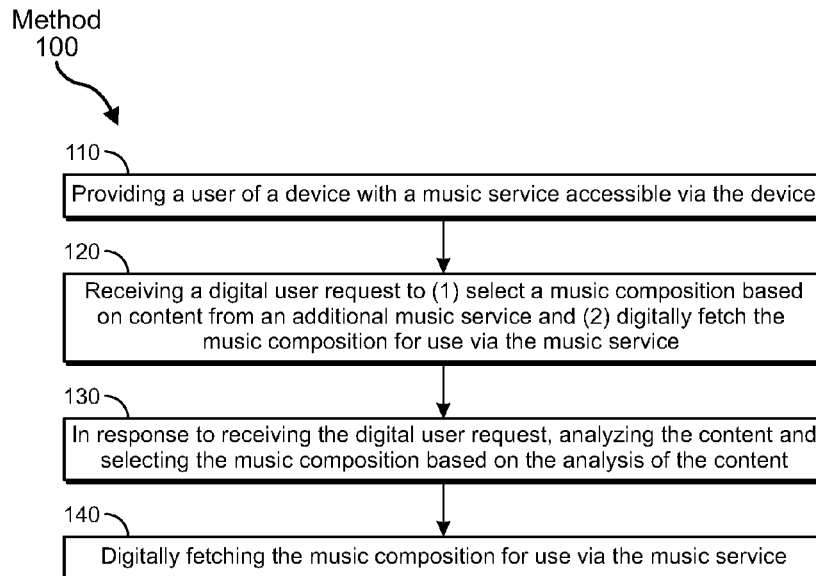 Method
100
110
Providing a user of a device with a music service accessible via the device
120
Receiving a digital user request to (1) select a music composition based
on content from an additional music service and (2) digitally fetch the
music composition for use via the music service
130
In response to receiving the digital user request, analyzing the content and
selecting the music composition based on the analysis of the content
140
Digitally fetching the music composition for use via the music service